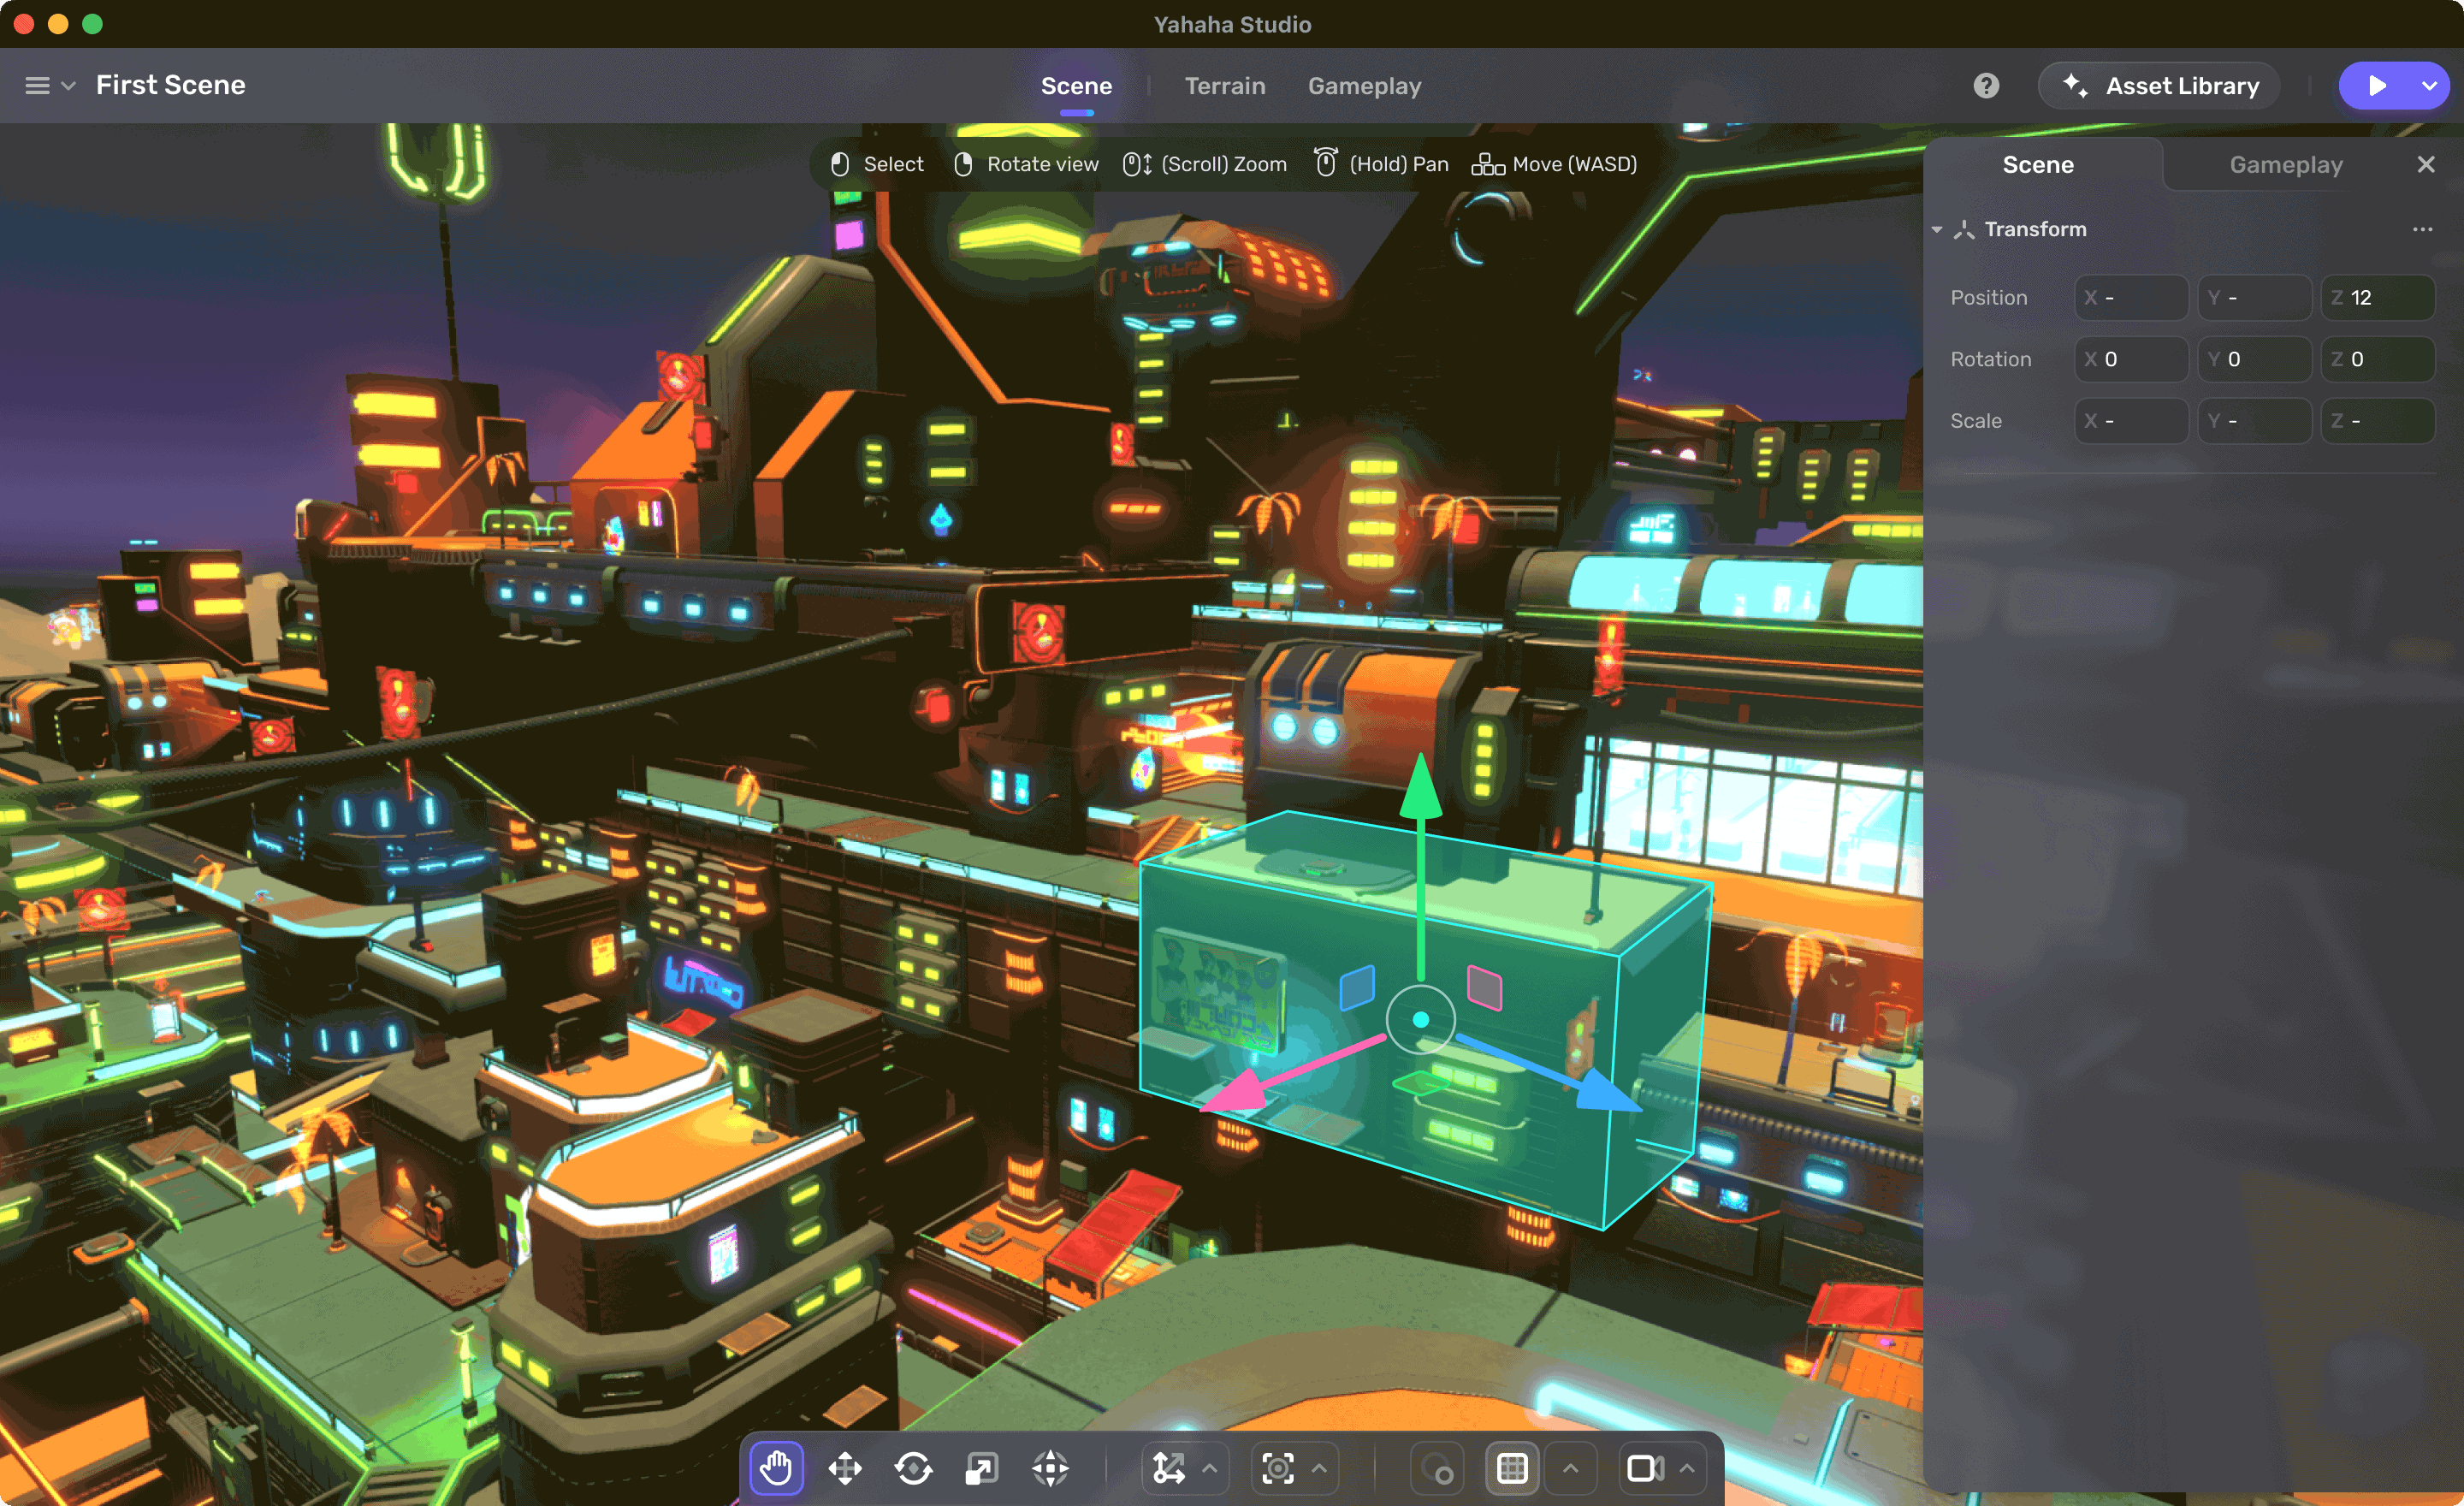 Yahaha Studio
First Scene
Scene
Terrain
Gameplay
?
Asset Library
Select
Rotate view
(Scroll) Zoom
(Hold) Pan
Move (WASD)
Scene
Gameplay
Transform
Position X - Y - Z 12
Rotation X 0 Y 0 Z 0
Scale X - Y - Z -